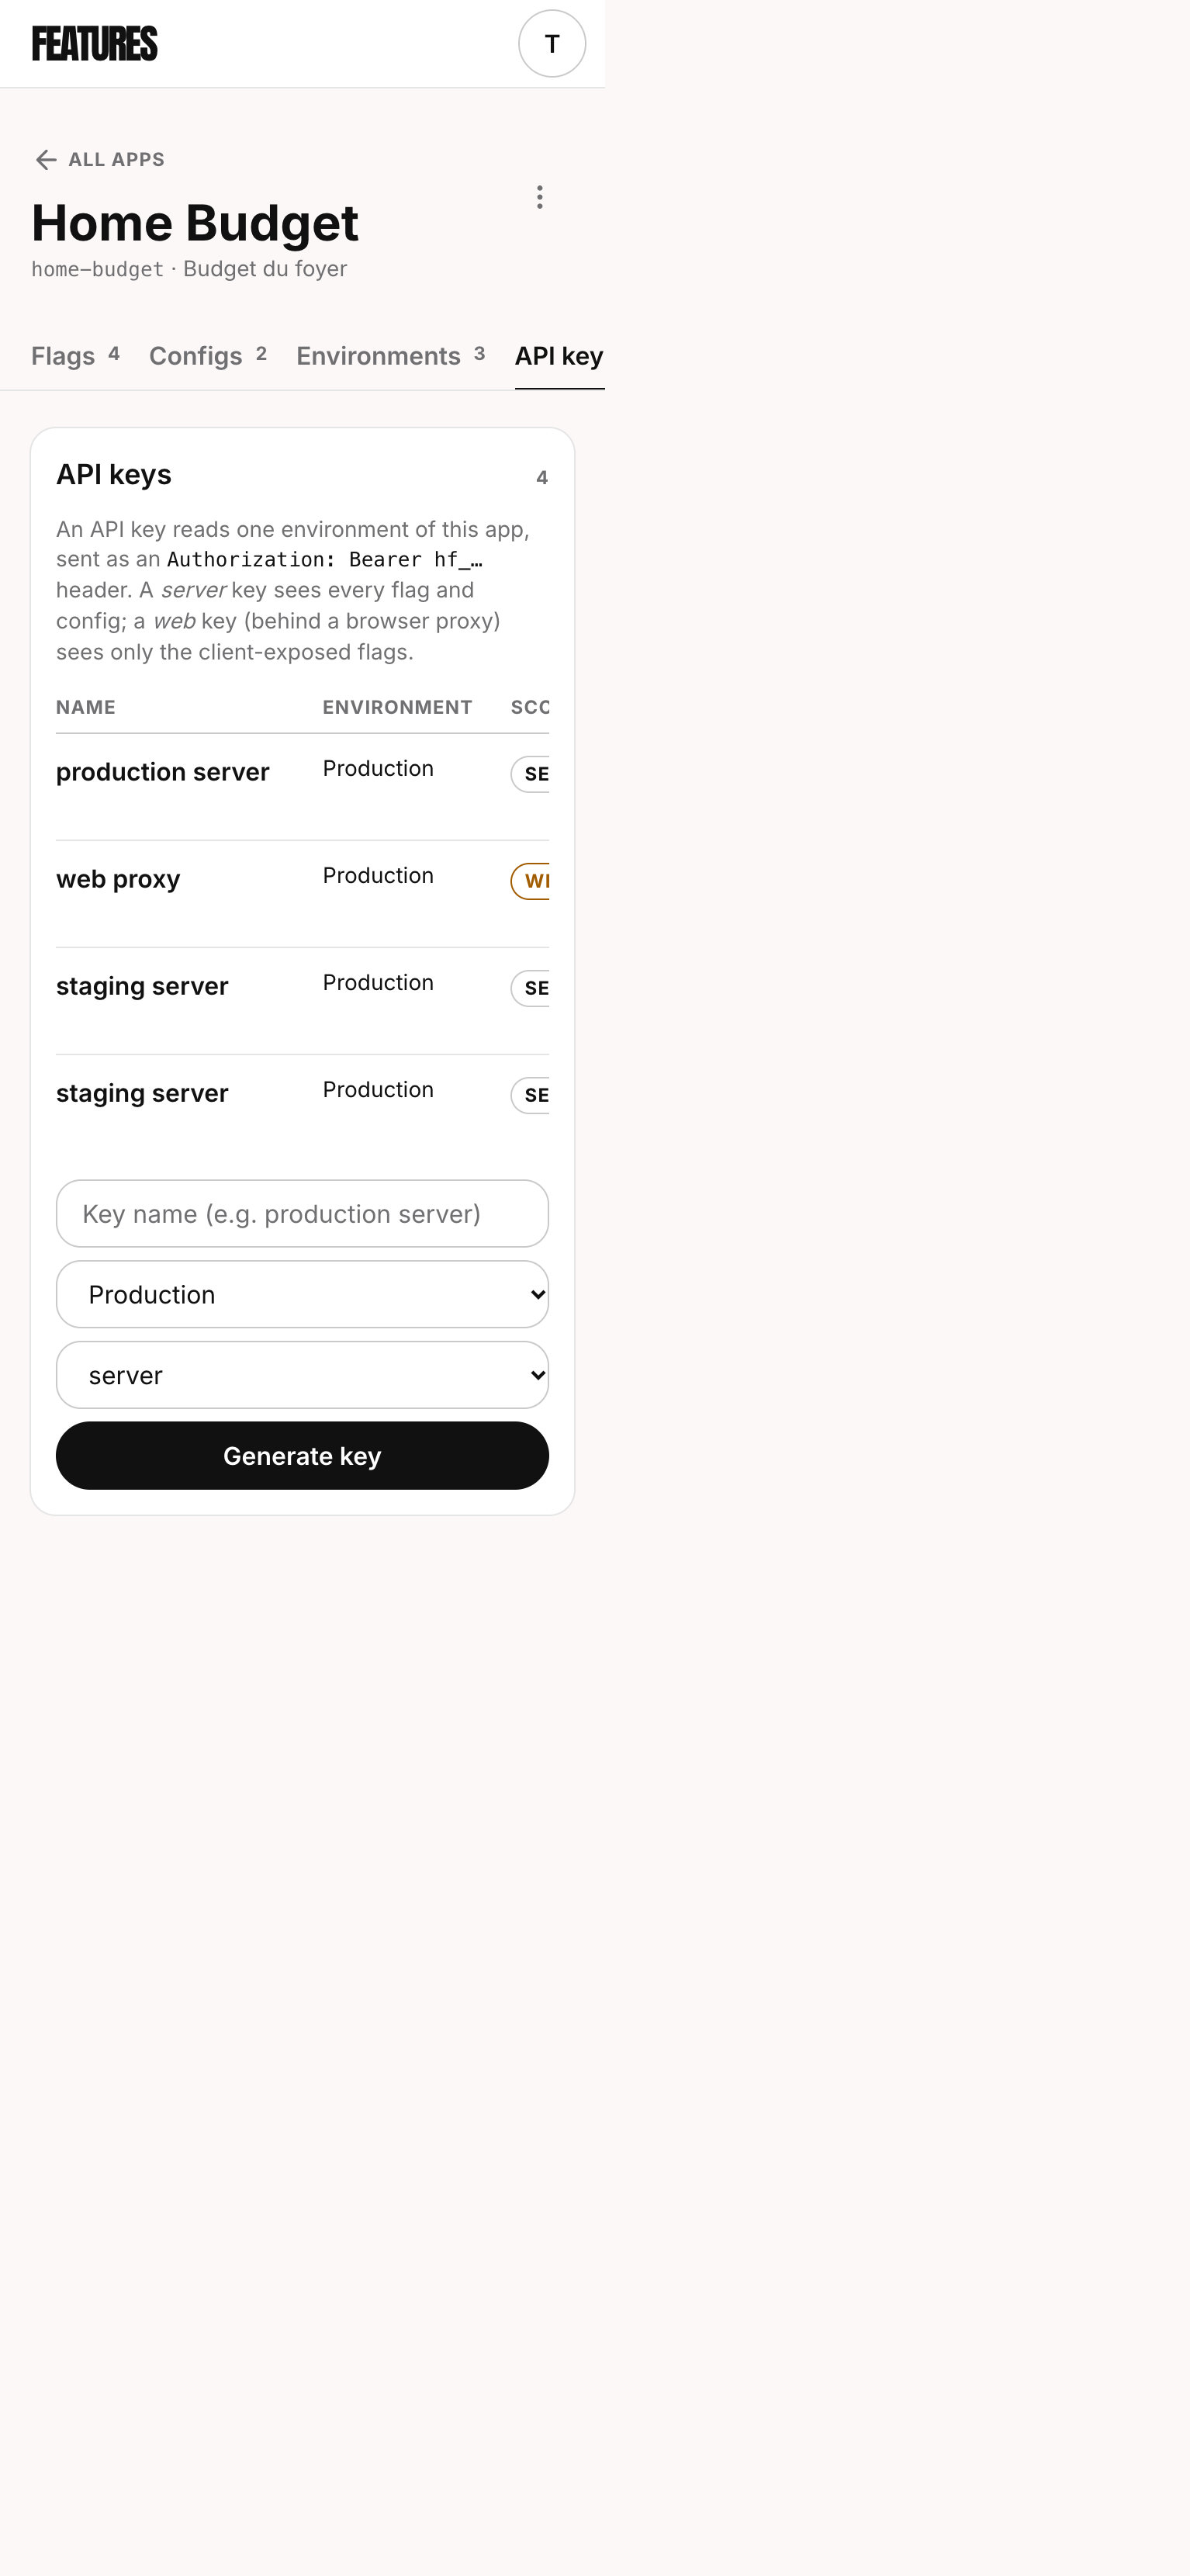 FEATURES
T
ALL APPS
Home Budget
home-budget · Budget du foyer
Flags 4 Configs 2 Environments 3 API key
API keys 4
An API key reads one environment of this app,
sent as an Authorization: Bearer hf_…
header. A server key sees every flag and
config; a web key (behind a browser proxy)
sees only the client-exposed flags.
NAME ENVIRONMENT SCO
production server Production SE
web proxy Production
staging server Production SE
staging server Production SE
Key name (e.g. production server)
Production
server
Generate key